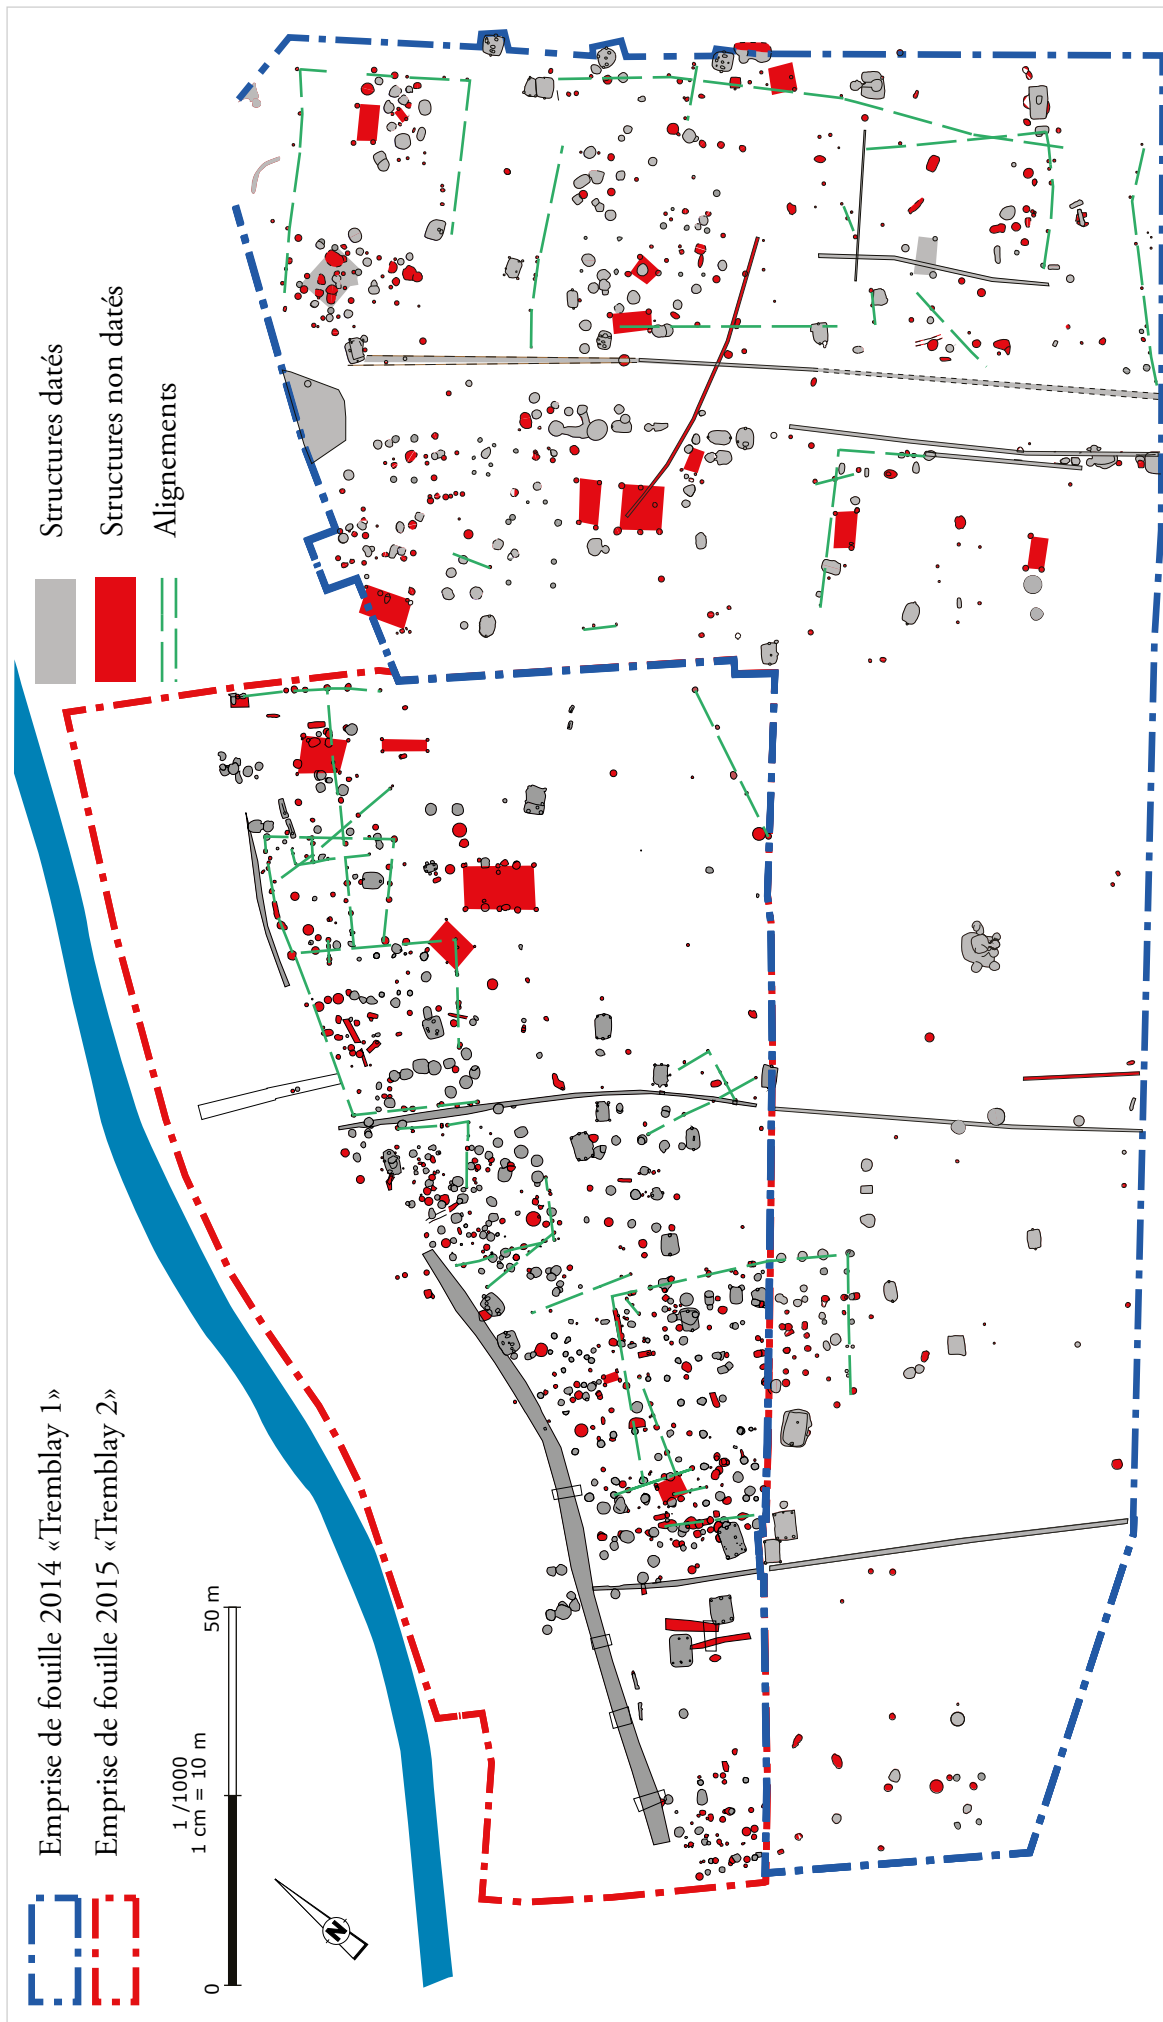 Emprise de fouille 2014 «Tremblay 1»
Emprise de fouille 2015 «Tremblay 2»
Structures datés
Structures non datés
Alignements
1 /1000
1 cm = 10 m
0
50 m
N